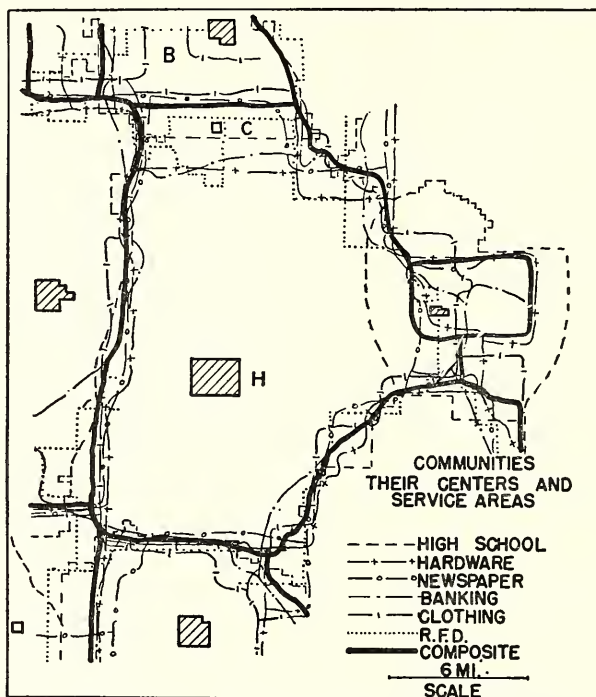 B
C
H
COMMUNITIES
THEIR CENTERS AND
SERVICE AREAS
HIGH SCHOOL
HARDWARE
NEWSPAPER
BANKING
CLOTHING
R.F.D.
COMPOSITE
6 MI.
SCALE